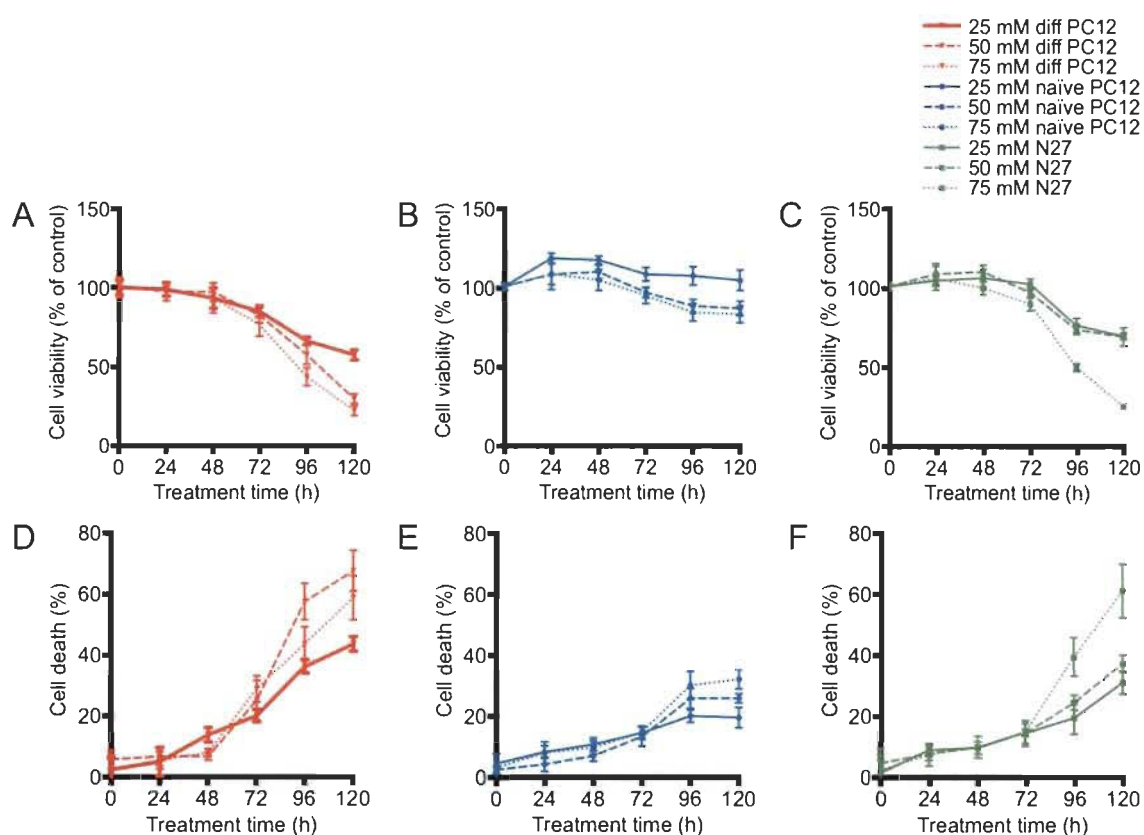 25 mM diff PC12
50 mM diff PC12
75 mM diff PC12
25 mM naïve PC12
50 mM naïve PC12
75 mM naïve PC12
25 mM N27
50 mM N27
75 mM N27
A
Cell viability (% of control)
150
100
50
0
0 24 48 72 96 120
Treatment time (h)
B
Cell viability (% of control)
150
100
50
0
0 24 48 72 96 120
Treatment time (h)
C
Cell viability (% of control)
150
100
50
0
0 24 48 72 96 120
Treatment time (h)
D
Cell death (%)
80
60
40
20
0
0 24 48 72 96 120
Treatment time (h)
E
Cell death (%)
80
60
40
20
0
0 24 48 72 96 120
Treatment time (h)
F
Cell death (%)
80
60
40
20
0
0 24 48 72 96 120
Treatment time (h)